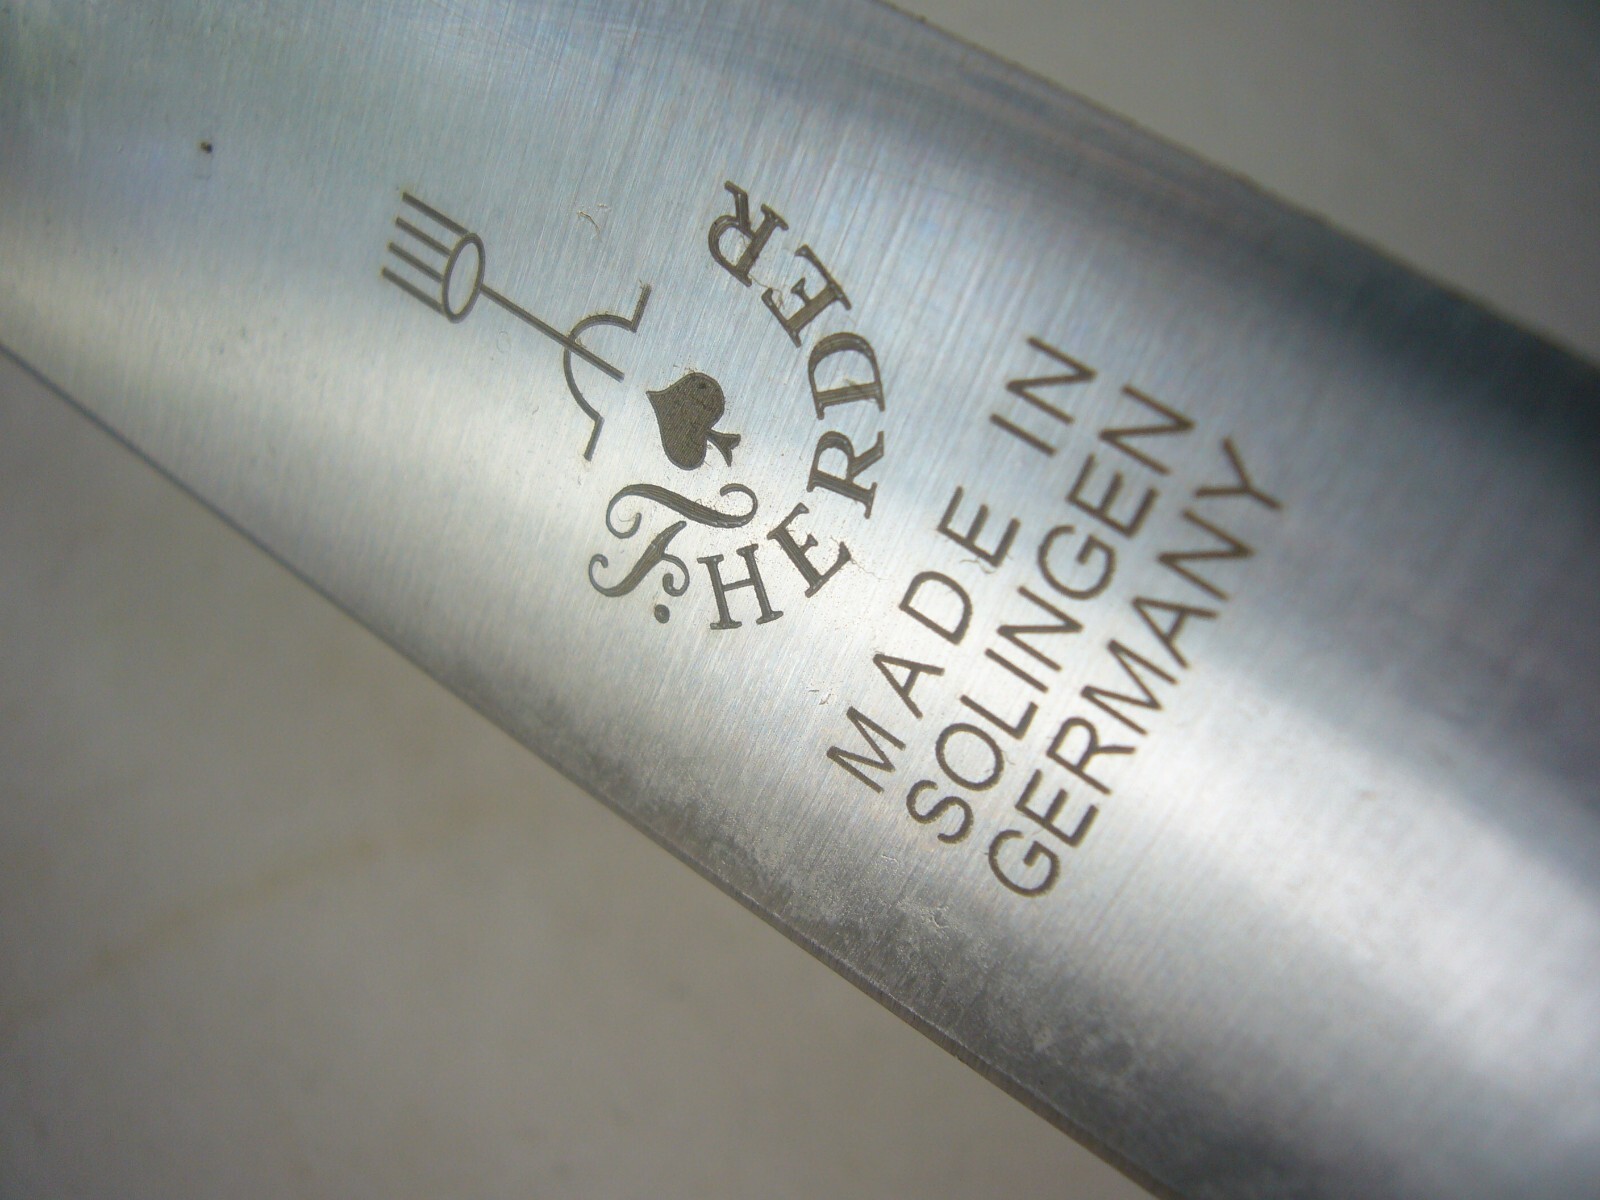 F. HERDER
MADE IN
SOLINGEN
GERMANY